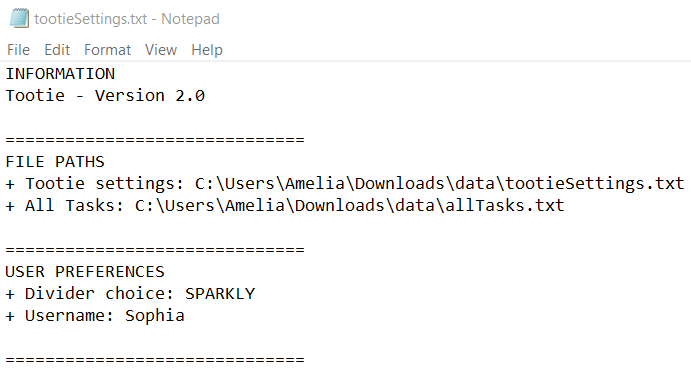 tootieSettings.txt - Notepad
File Edit Format View Help
INFORMATION
Tootie - Version 2.0
==============================
FILE PATHS
+ Tootie settings: C:\Users\Amelia\Downloads\data\tootieSettings.txt
+ All Tasks: C:\Users\Amelia\Downloads\data\allTasks.txt
==============================
USER PREFERENCES
+ Divider choice: SPARKLY
+ Username: Sophia
==============================